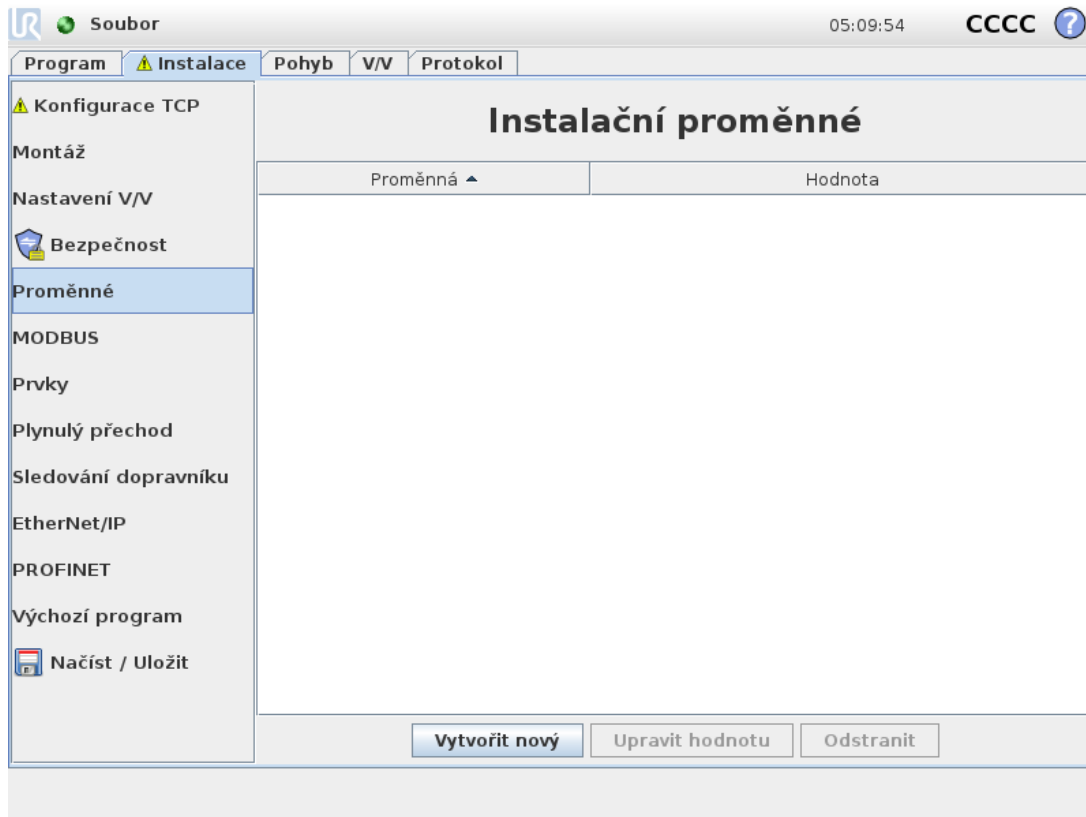 UR Soubor 05:09:54 CCCC ?
Program Instalace Pohyb V/V Protokol
Konfigurace TCP
Montáž
Nastavení V/V
Bezpečnost
Proměnné
MODBUS
Prvky
Plynulý přechod
Sledování dopravníku
EtherNet/IP
PROFINET
Výchozí program
Načíst / Uložit
Instalační proměnné
Proměnná Hodnota
Vytvořit nový Upravit hodnotu Odstranit